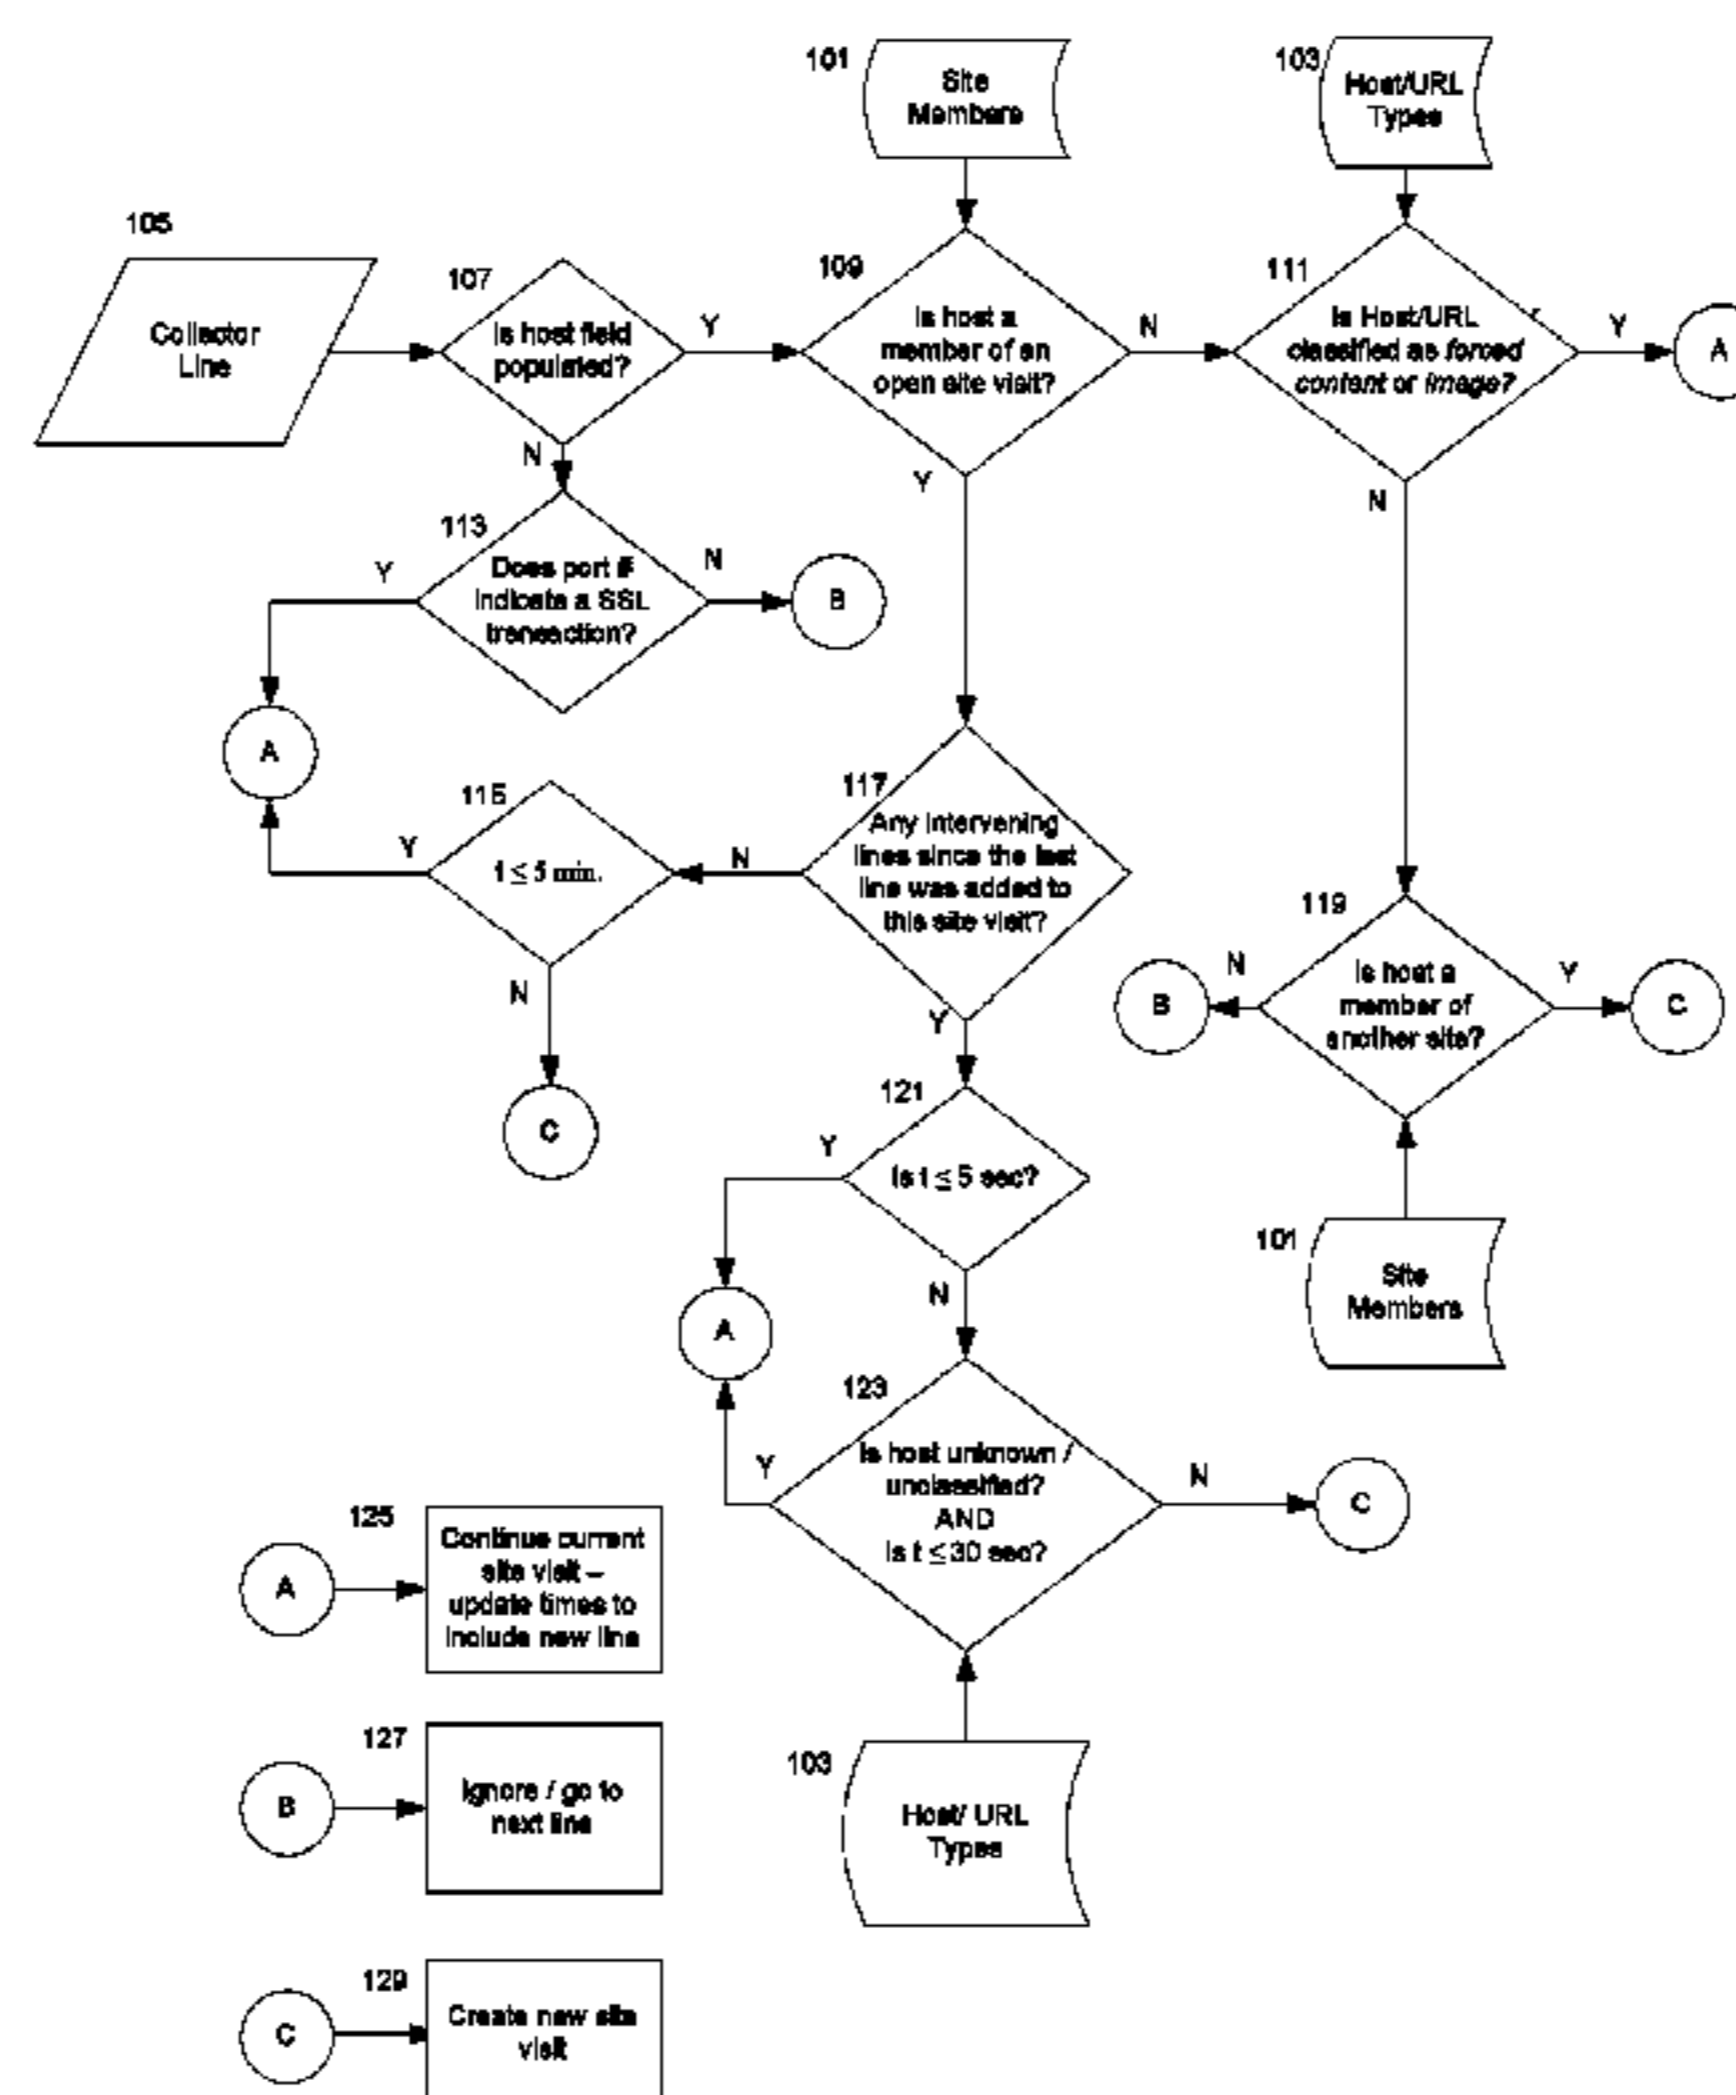 101
Site
Members
103
Host/URL
Types
105
Collector
Line
107
Is host field
populated?
Y
N
109
Is host a
member of an
open site visit?
N
Y
111
Is Host/URL
classified as forced
content or image?
Y
A
N
113
Does port #
indicate a SSL
transaction?
Y
N
B
A
115
t ≤ 5 min.
Y
N
C
117
Any intervening
lines since the last
line was added to
this site visit?
N
Y
119
Is host a
member of
another site?
N
B
Y
C
101
Site
Members
121
Is t ≤ 5 sec?
Y
N
A
123
Is host unknown /
unclassified?
AND
Is t ≤ 30 sec?
Y
N
C
103
Host/ URL
Types
125
A
Continue current
site visit –
update times to
include new line
127
B
Ignore / go to
next line
129
C
Create new site
visit